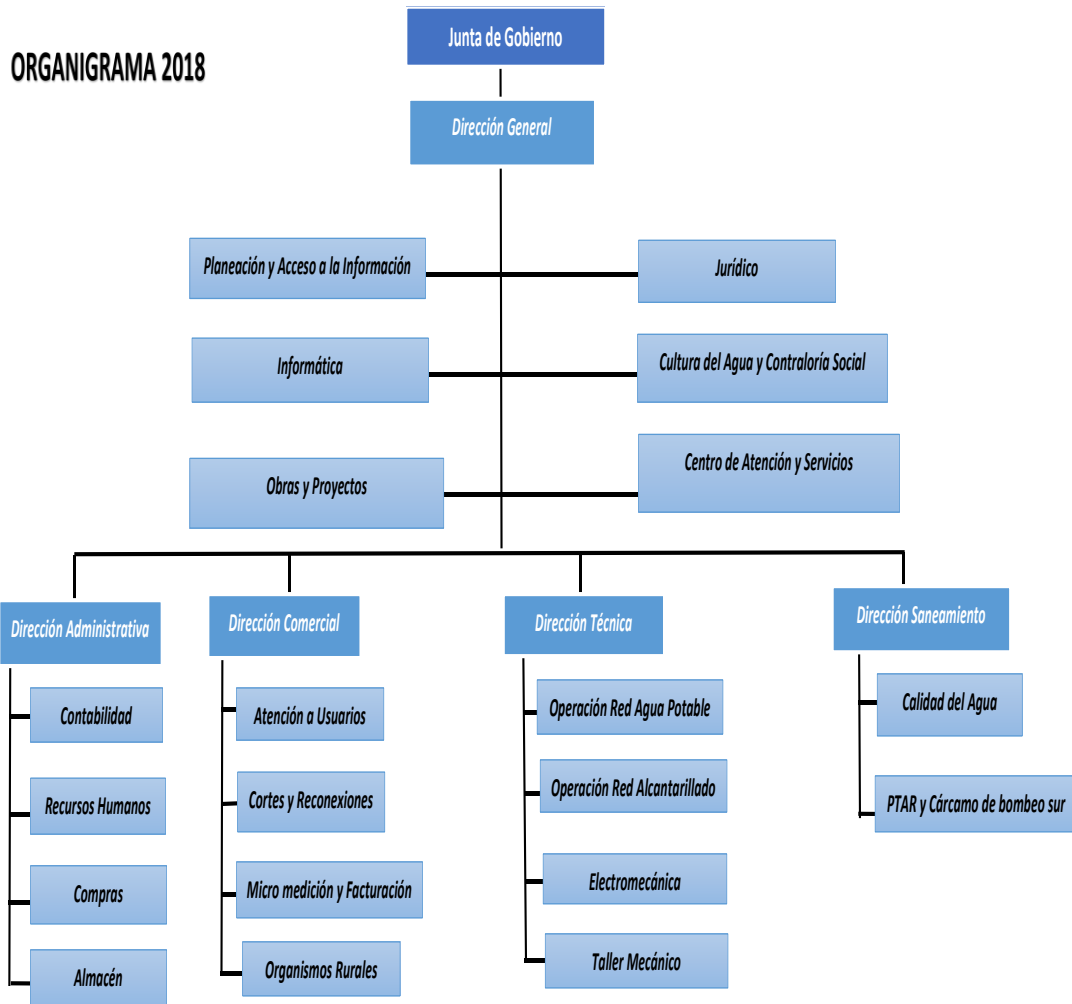 Junta de Gobierno
ORGANIGRAMA 2018
Dirección General
Planeación y Acceso a la Información
Jurídico
Informática
Cultura del Agua y Contraloría Social
Obras y Proyectos
Centro de Atención y Servicios
Dirección Administrativa
Dirección Comercial
Dirección Técnica
Dirección Saneamiento
Contabilidad
Recursos Humanos
Compras
Almacén
Atención a Usuarios
Cortes y Reconexiones
Micro medición y Facturación
Organismos Rurales
Operación Red Agua Potable
Operación Red Alcantarillado
Electromecánica
Taller Mecánico
Calidad del Agua
PTAR y Cárcamo de bombeo sur